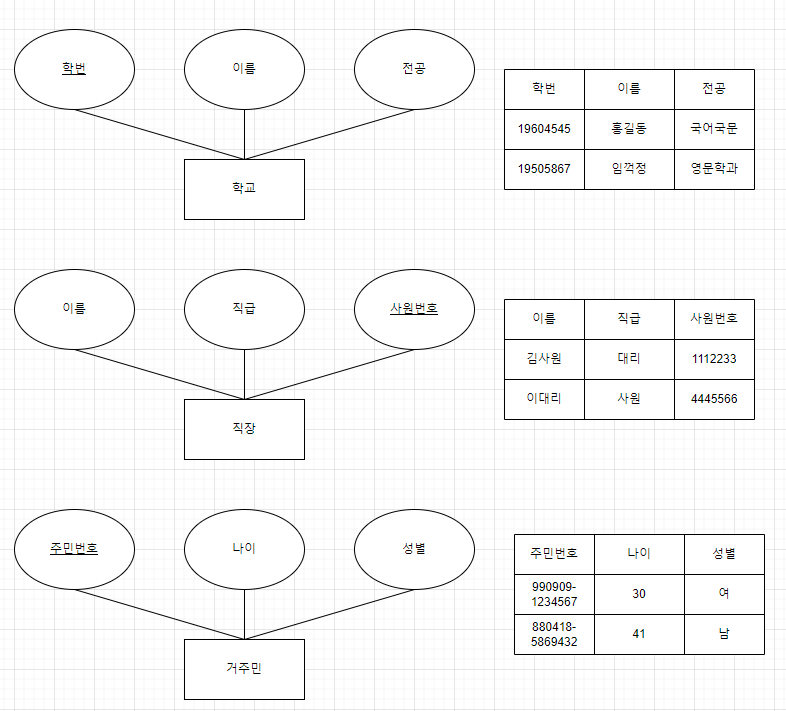 학번
이름
전공
학교
학번 이름 전공
19604545 홍길동 국어국문
19505867 임꺽정 영문학과
이름
직급
사원번호
직장
이름 직급 사원번호
김사원 대리 1112233
이대리 사원 4445566
주민번호
나이
성별
거주민
주민번호 나이 성별
990909-
1234567 30 여
880418-
5869432 41 남